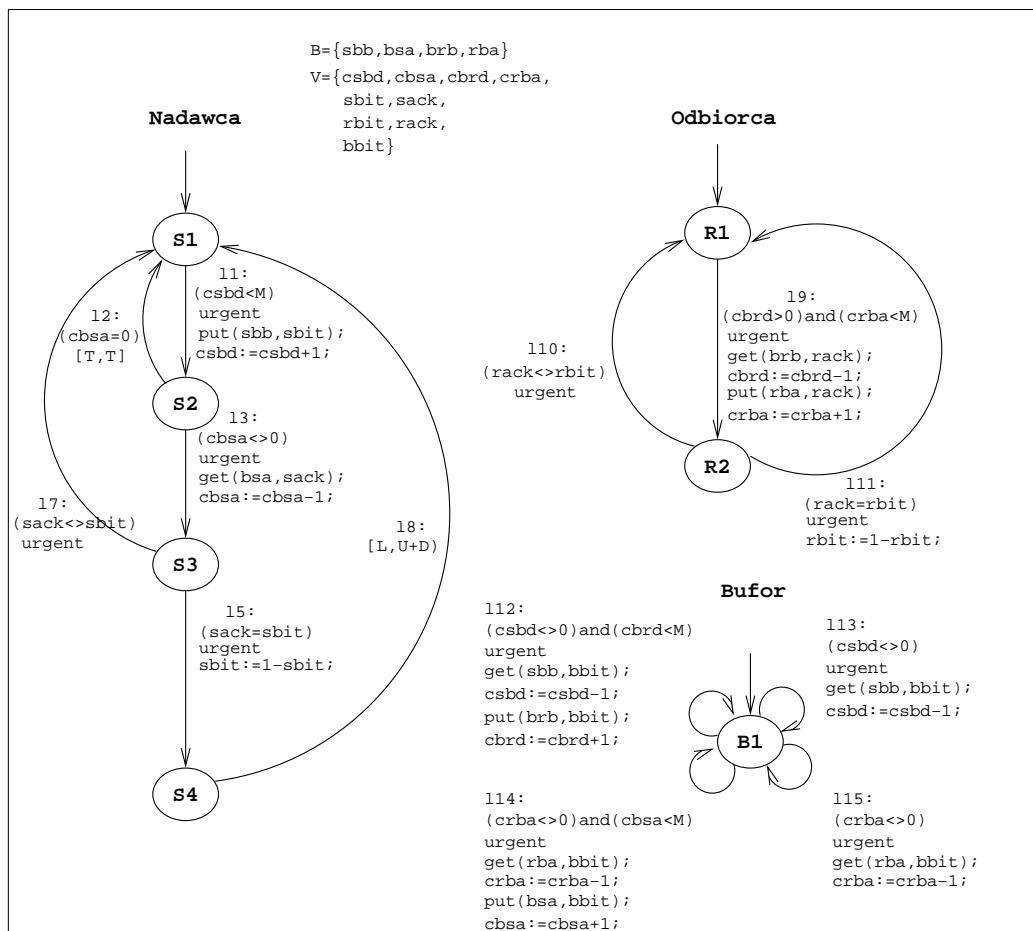 B={sbb,bsa,brb,rba}
V={csbd,cbsa,cbrd,crba,
sbit,sack,
rbit,rack,
bbit}
Nadawca
S1
l1:
(csbd<M)
urgent
put(sbb,sbit);
csbd:=csbd+1;
l2:
(cbsa=0)
[T,T]
S2
l3:
(cbsa<>0)
urgent
get(bsa,sack);
cbsa:=cbsa-1;
l7:
(sack<>sbit)
urgent
S3
l8:
[L,U+D)
l5:
(sack=sbit)
urgent
sbit:=1-sbit;
S4
Odbiorca
R1
l9:
(cbrd>0)and(crba<M)
urgent
get(brb,rack);
cbrd:=cbrd-1;
put(rba,rack);
crba:=crba+1;
l10:
(rack<>rbit)
urgent
R2
l11:
(rack=rbit)
urgent
rbit:=1-rbit;
Bufor
l12:
(csbd<>0)and(cbrd<M)
urgent
get(sbb,bbit);
csbd:=csbd-1;
put(brb,bbit);
cbrd:=cbrd+1;
l13:
(csbd<>0)
urgent
get(sbb,bbit);
csbd:=csbd-1;
B1
l14:
(crba<>0)and(cbsa<M)
urgent
get(rba,bbit);
crba:=crba-1;
put(bsa,bbit);
cbsa:=cbsa+1;
l15:
(crba<>0)
urgent
get(rba,bbit);
crba:=crba-1;